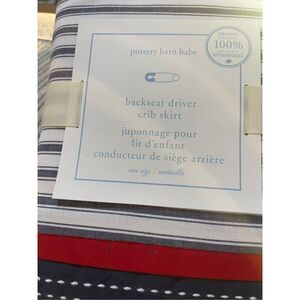 pottery barn baby
100%
backseat driver
crib skirt
juponnage pour
lit d'enfant
conducteur de siège arrière
one size / unitaille